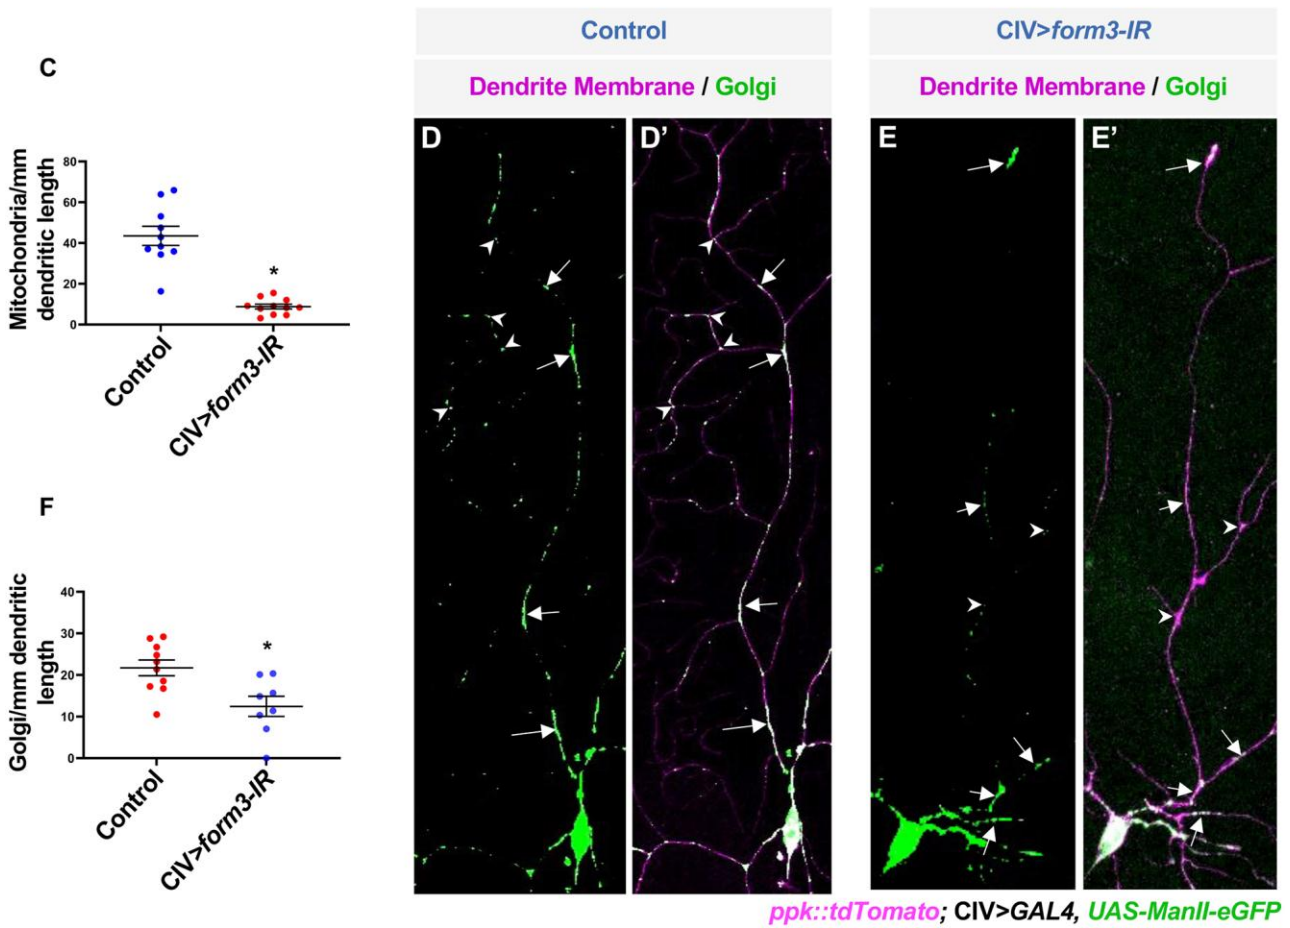 Control
CIV>form3-IR
Dendrite Membrane / Golgi
Dendrite Membrane / Golgi
C
Mitochondria/mm
dendritic length
80
60
40
20
0
*
Control
CIV>form3-IR
F
Golgi/mm dendritic
length
40
30
20
10
0
*
Control
CIV>form3-IR
D
D’
E
E’
ppk::tdTomato; CIV>GAL4, UAS-ManII-eGFP